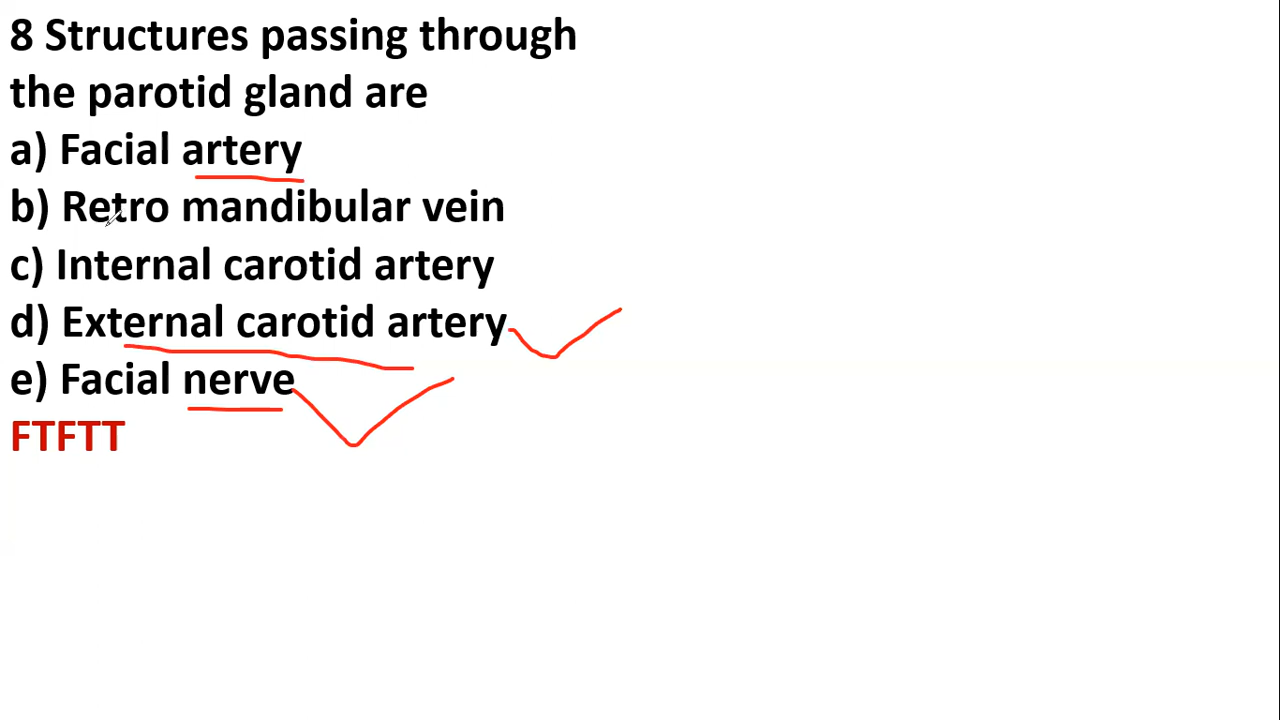 8 Structures passing through
the parotid gland are
a) Facial artery
b) Retro mandibular vein
c) Internal carotid artery
d) External carotid artery
e) Facial nerve
FTFTT